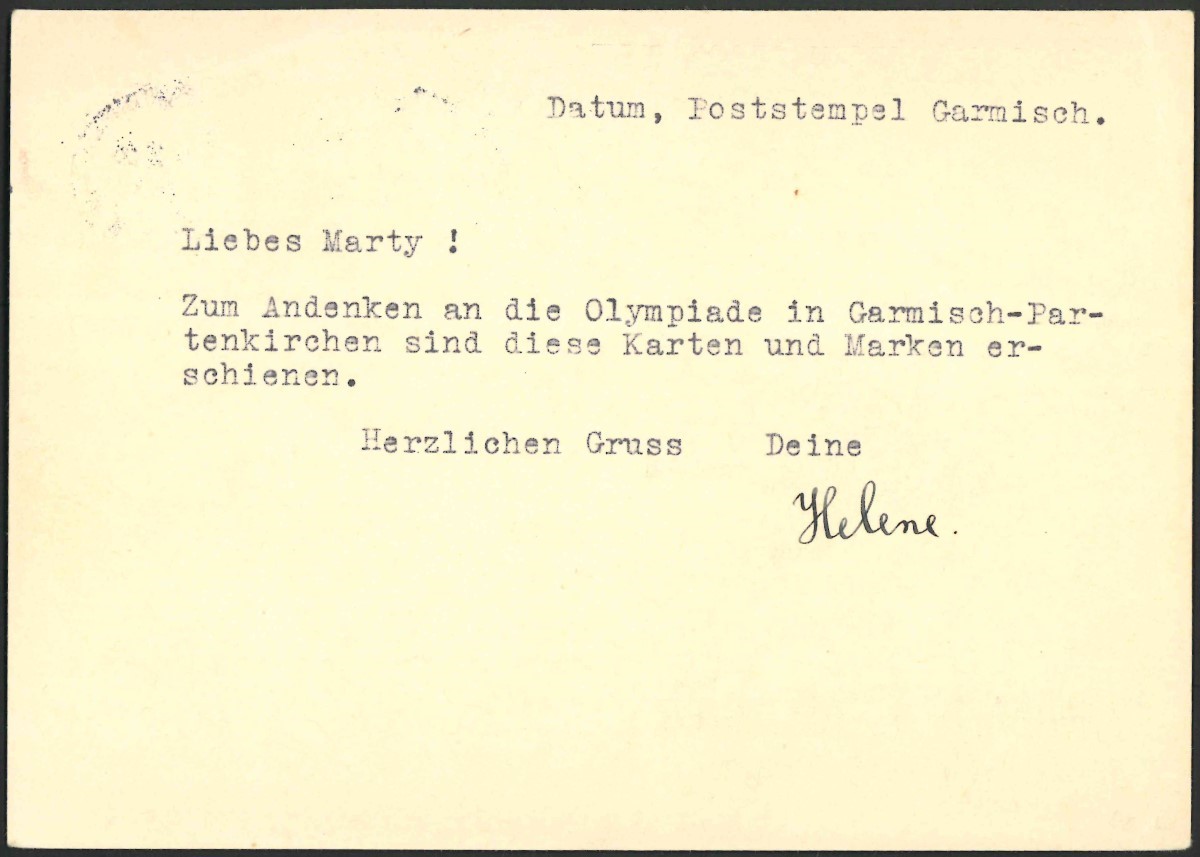 Datum, Poststempel Garmisch.
Liebes Marty !
Zum Andenken an die Olympiade in Garmisch-Par-
tenkirchen sind diese Karten und Marken er-
schienen.
Herzlichen Gruss Deine
Helene.